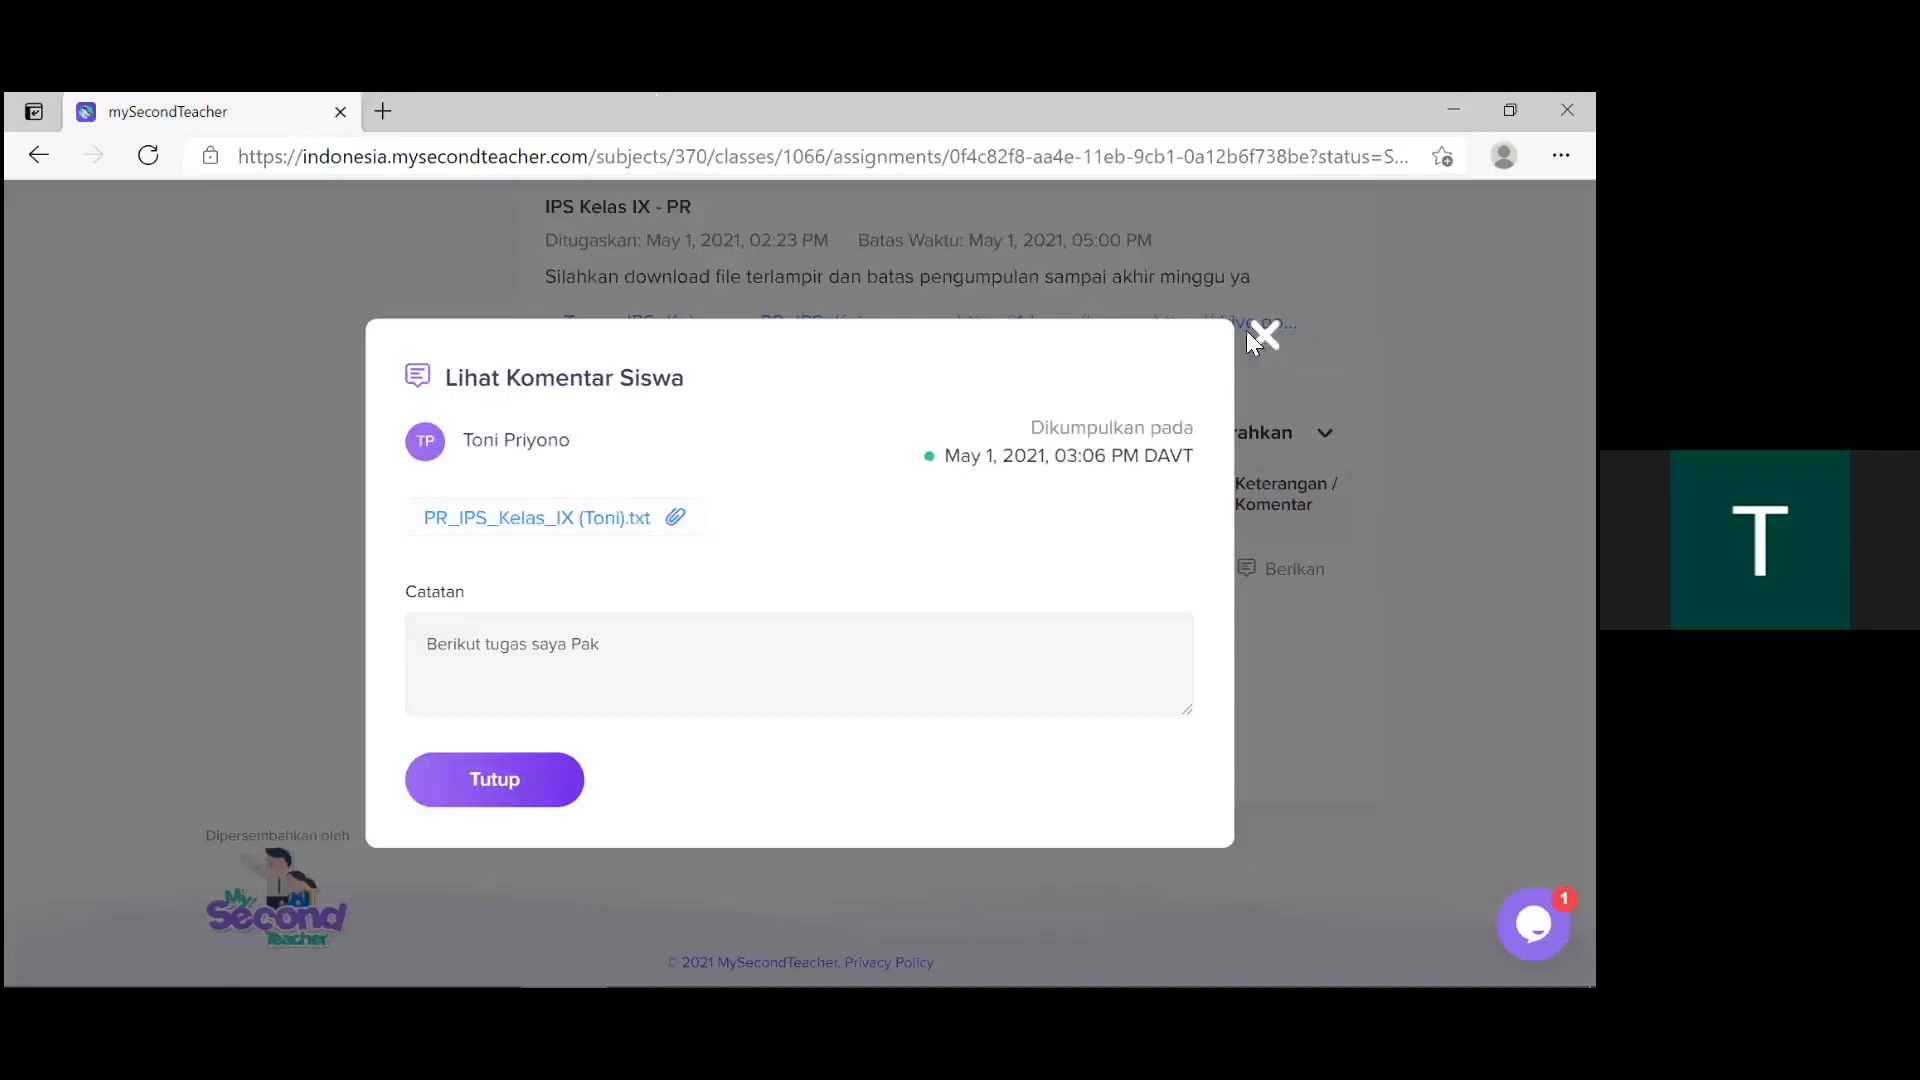 mySecondTeacher
https://indonesia.mysecondteacher.com/subjects/370/classes/1066/assignments/0f4c82f8-aa4e-11eb-9cb1-0a12b6f738be?status=S...
IPS Kelas IX - PR
Ditugaskan: May 1, 2021, 02:23 PM Batas Waktu: May 1, 2021, 05:00 PM
Silahkan download file terlampir dan batas pengumpulan sampai akhir minggu ya
Lihat Komentar Siswa
TP Toni Priyono
Dikumpulkan pada
May 1, 2021, 03:06 PM DAVT
PR_IPS_Kelas_IX (Toni).txt
Catatan
Berikut tugas saya Pak
Tutup
rahkan
Keterangan /
Komentar
Berikan
T
Dipersembahkan oleh
My
Second
Teacher
1
© 2021 MySecondTeacher. Privacy Policy